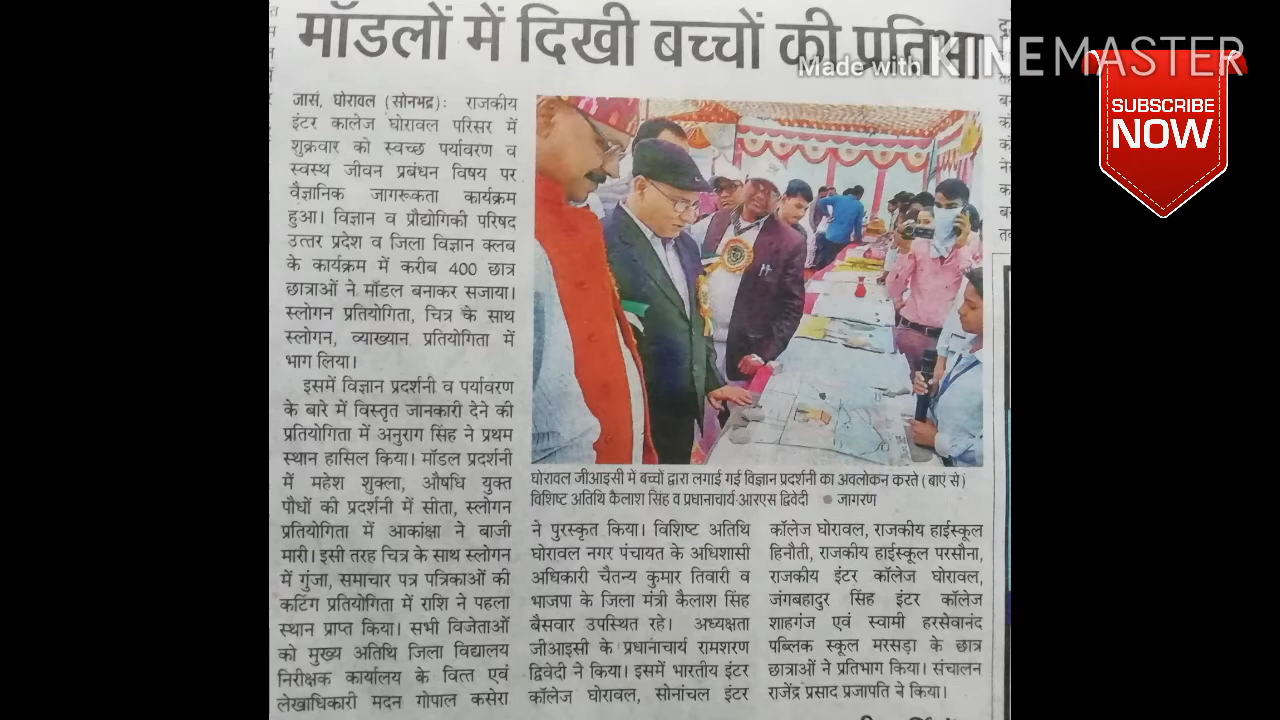 मॉडलों में दिखी बच्चों की प्रतिभा
Made with KINEMASTER
SUBSCRIBE
NOW
जासं, घोरावल (सोनभद्र): राजकीय
इंटर कालेज घोरावल परिसर में
शुक्रवार को स्वच्छ पर्यावरण व
स्वस्थ जीवन प्रबंधन विषय पर
वैज्ञानिक जागरूकता कार्यक्रम
हुआ। विज्ञान व प्रौद्योगिकी परिषद
उत्तर प्रदेश व जिला विज्ञान क्लब
के कार्यक्रम में करीब 400 छात्र
छात्राओं ने मॉडल बनाकर सजाया।
स्लोगन प्रतियोगिता, चित्र के साथ
स्लोगन, व्याख्यान प्रतियोगिता में
भाग लिया।
इसमें विज्ञान प्रदर्शनी व पर्यावरण
के बारे में विस्तृत जानकारी देने की
प्रतियोगिता में अनुराग सिंह ने प्रथम
स्थान हासिल किया। मॉडल प्रदर्शनी
में महेश शुक्ला, औषधि युक्त
पौधों की प्रदर्शनी में सीता, स्लोगन
प्रतियोगिता में आकांक्षा ने बाजी
मारी। इसी तरह चित्र के साथ स्लोगन
में गुंजा, समाचार पत्र पत्रिकाओं की
कटिंग प्रतियोगिता में राशि ने पहला
स्थान प्राप्त किया। सभी विजेताओं
को मुख्य अतिथि जिला विद्यालय
निरीक्षक कार्यालय के वित्त एवं
लेखाधिकारी मदन गोपाल कसेरा
घोरावल जीआइसी में बच्चों द्वारा लगाई गई विज्ञान प्रदर्शनी का अवलोकन करते (बाएं से)
विशिष्ट अतिथि कैलाश सिंह व प्रधानाचार्य आरएस द्विवेदी ● जागरण
ने पुरस्कृत किया। विशिष्ट अतिथि
घोरावल नगर पंचायत के अधिशासी
अधिकारी चैतन्य कुमार तिवारी व
भाजपा के जिला मंत्री कैलाश सिंह
बैसवार उपस्थित रहे। अध्यक्षता
जीआइसी के प्रधानाचार्य रामशरण
द्विवेदी ने किया। इसमें भारतीय इंटर
कॉलेज घोरावल, सोनांचल इंटर
कॉलेज घोरावल, राजकीय हाईस्कूल
हिनौती, राजकीय हाईस्कूल परसौना,
राजकीय इंटर कॉलेज घोरावल,
जंगबहादुर सिंह इंटर कॉलेज
शाहगंज एवं स्वामी हरसेवानंद
पब्लिक स्कूल मरसड़ा के छात्र
छात्राओं ने प्रतिभाग किया। संचालन
राजेंद्र प्रसाद प्रजापति ने किया।